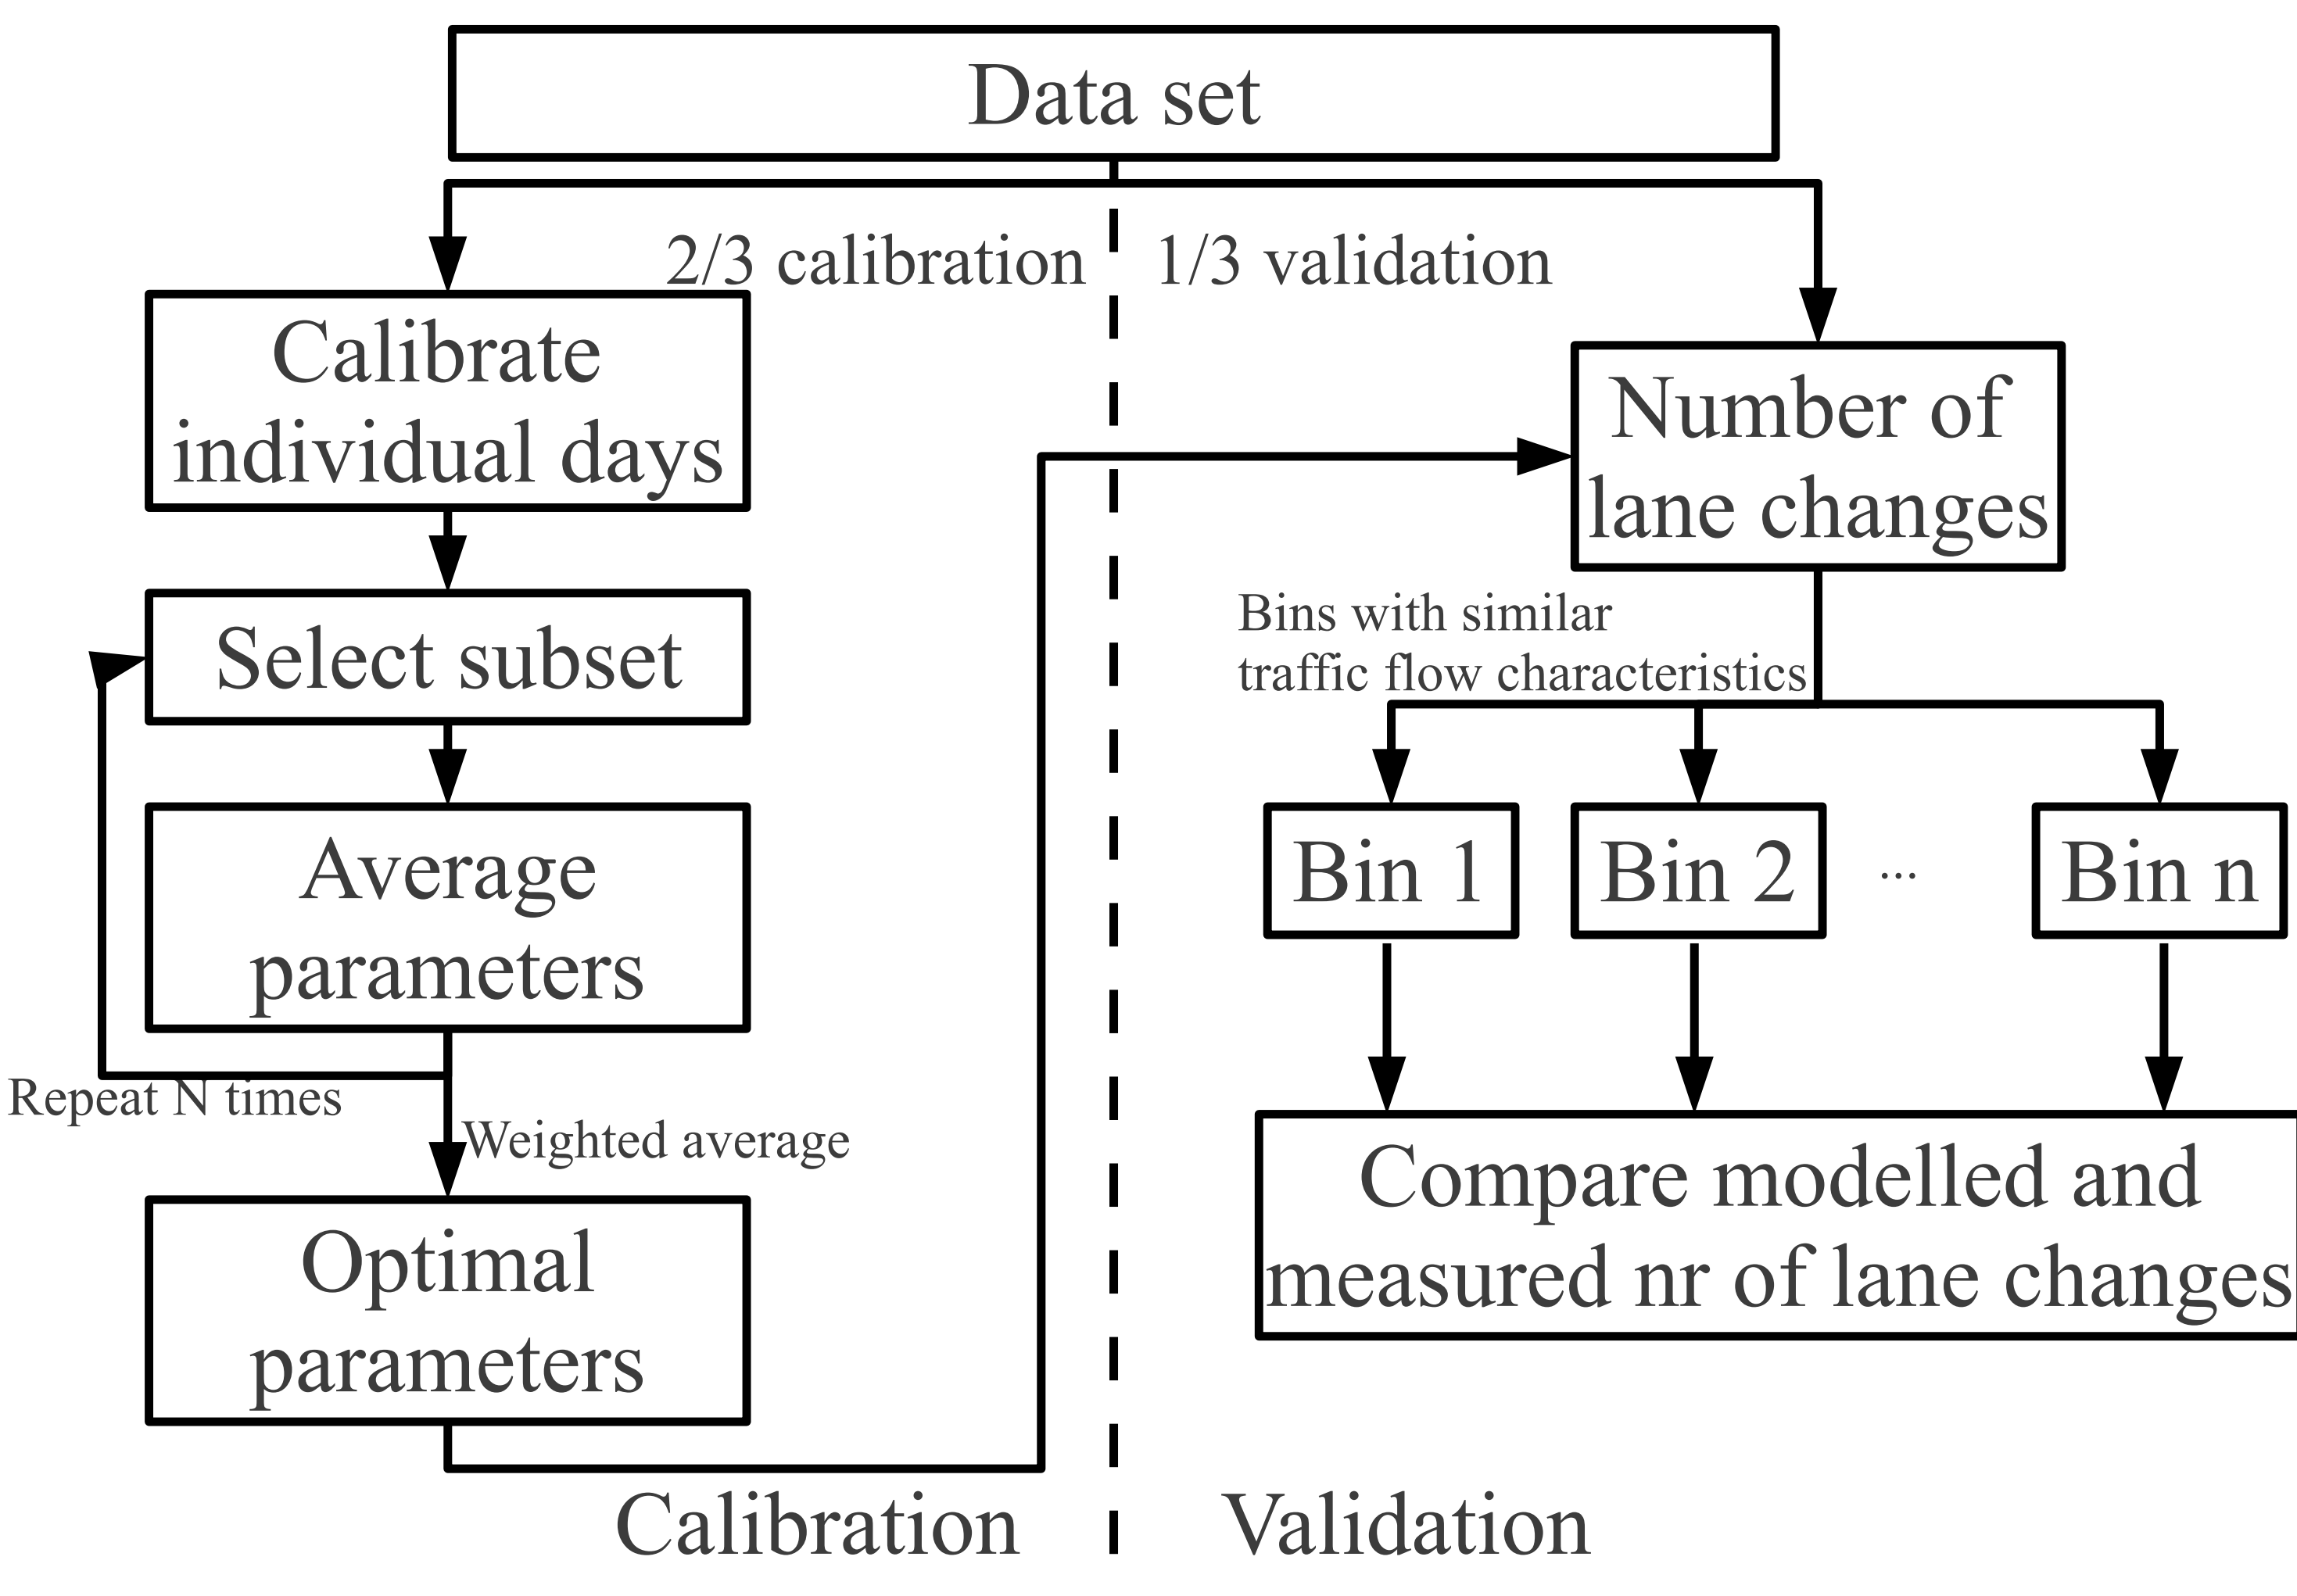 Data set
2/3 calibration
1/3 validation
Calibrate
individual days
Number of
lane changes
Select subset
Bins with similar
traffic flow characteristics
Average
parameters
Bin 1
Bin 2
...
Bin n
Repeat N times
Weighted average
Optimal
parameters
Compare modelled and
measured nr of lane changes
Calibration
Validation